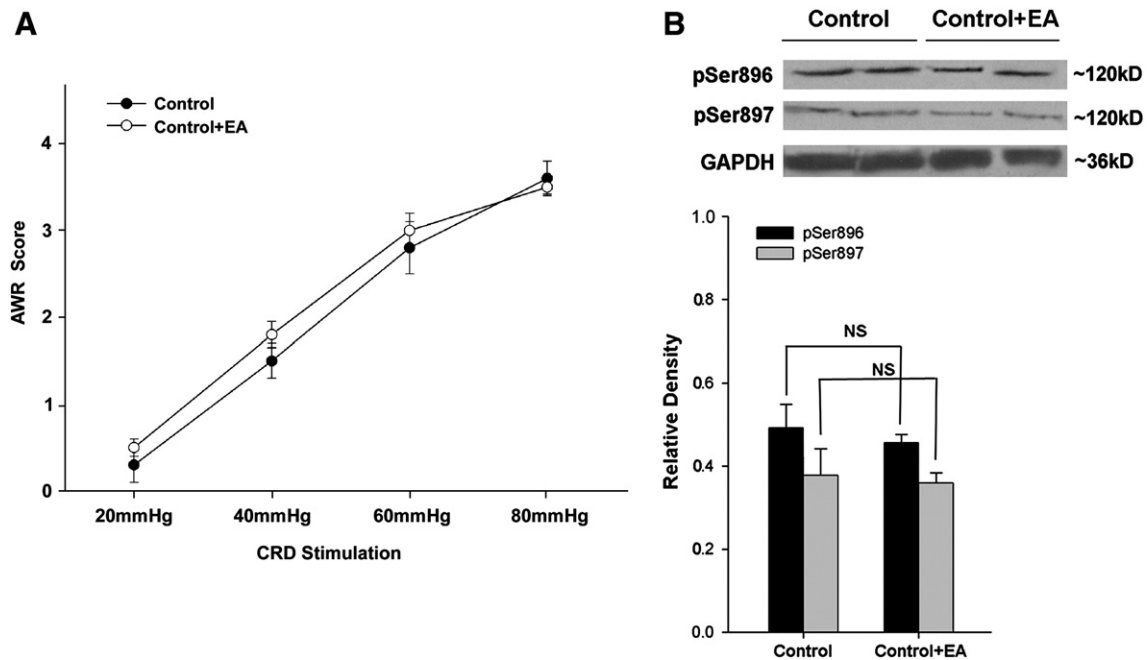 A
Control
Control+EA
4
3
2
1
0
AWR Score
20mmHg 40mmHg 60mmHg 80mmHg
CRD Stimulation
B
Control Control+EA
pSer896 ~120kD
pSer897 ~120kD
GAPDH ~36kD
1.0
0.8
0.6
0.4
0.2
0.0
Relative Density
pSer896
pSer897
NS
NS
Control Control+EA